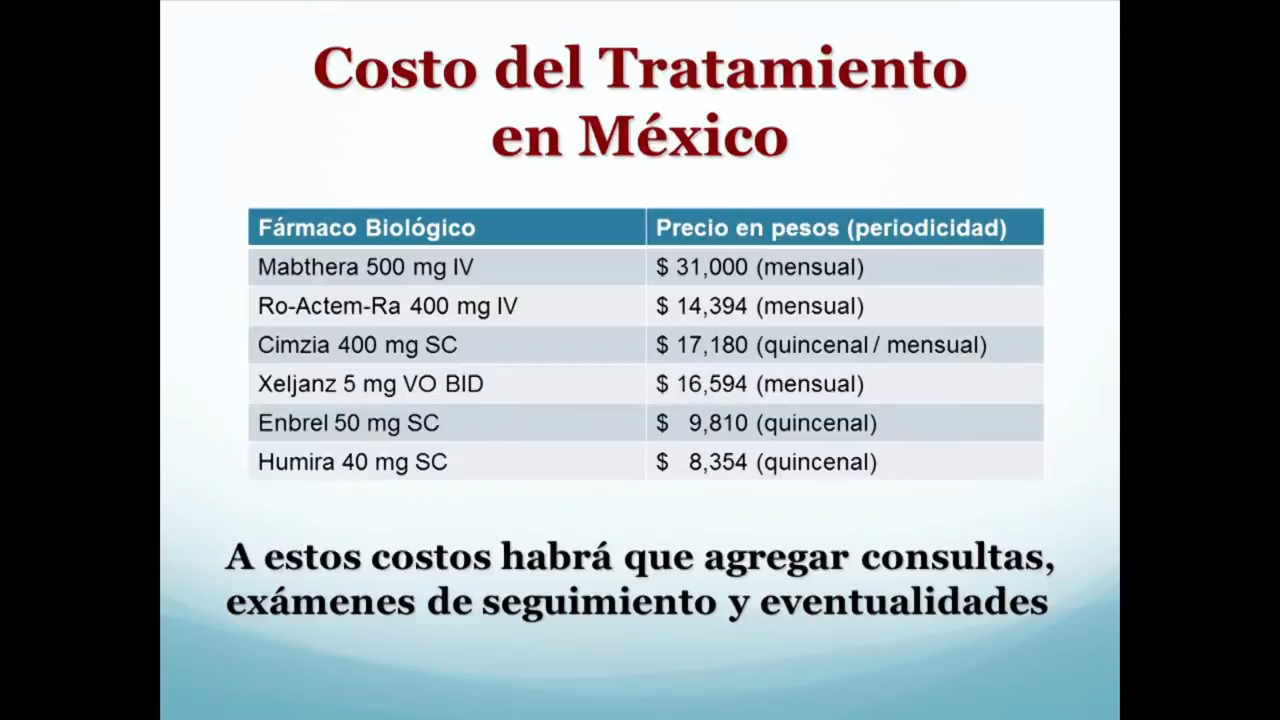 Costo del Tratamiento
en México
Fármaco Biológico Precio en pesos (periodicidad)
Mabthera 500 mg IV $ 31,000 (mensual)
Ro-Actem-Ra 400 mg IV $ 14,394 (mensual)
Cimzia 400 mg SC $ 17,180 (quincenal / mensual)
Xeljanz 5 mg VO BID $ 16,594 (mensual)
Enbrel 50 mg SC $ 9,810 (quincenal)
Humira 40 mg SC $ 8,354 (quincenal)
A estos costos habrá que agregar consultas,
exámenes de seguimiento y eventualidades